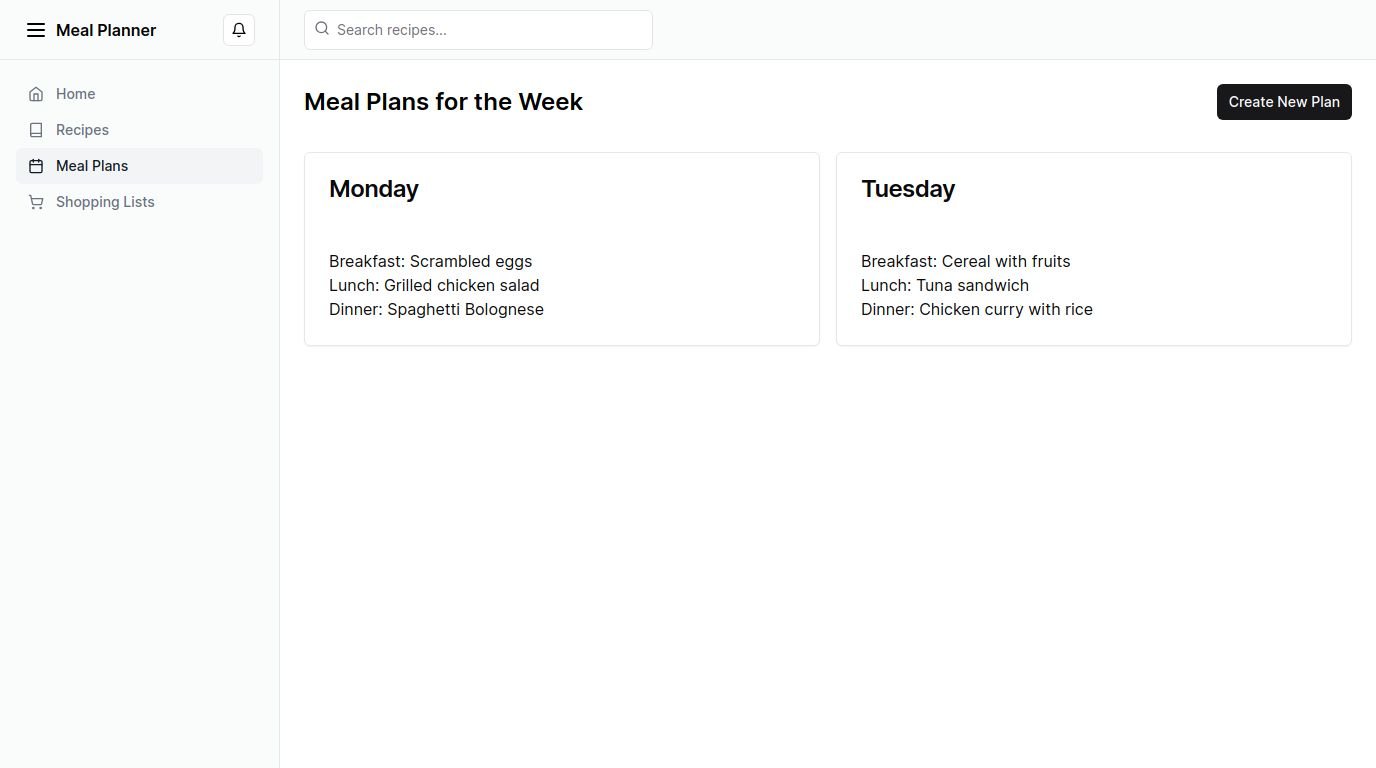 Meal Planner
Search recipes...
Home
Recipes
Meal Plans
Shopping Lists
Meal Plans for the Week
Create New Plan
Monday
Breakfast: Scrambled eggs
Lunch: Grilled chicken salad
Dinner: Spaghetti Bolognese
Tuesday
Breakfast: Cereal with fruits
Lunch: Tuna sandwich
Dinner: Chicken curry with rice